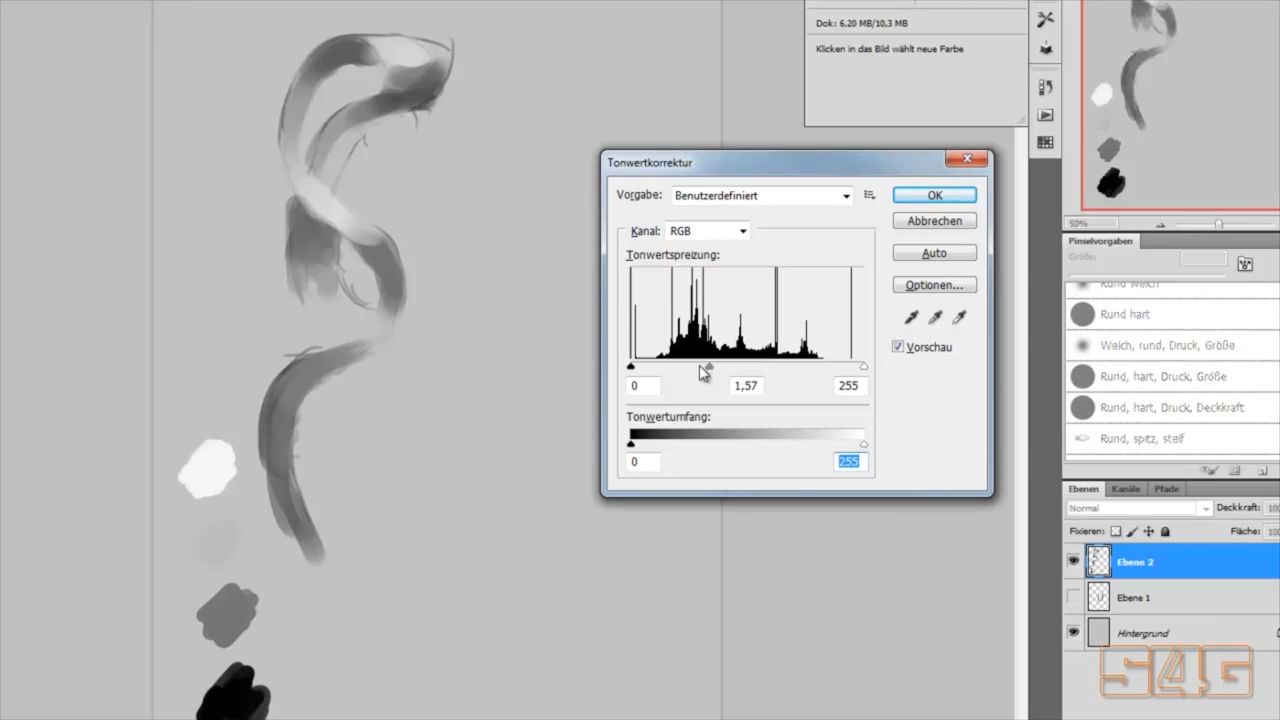 Dok: 6.20 MB/10,3 MB
Klicken in das Bild wählt neue Farbe
Tonwertkorrektur
Vorgabe: Benutzerdefiniert
OK
Abbrechen
Kanal: RGB
Auto
Tonwertspreizung:
Optionen...
Vorschau
0 1,57 255
Tonwertumfang:
0 255
50%
Pinselvorgaben
Größe:
Rund weich
Rund hart
Weich, rund, Druck, Größe
Rund, hart, Druck, Größe
Rund, hart, Druck, Deckkraft
Rund, spitz, steif
Ebenen Kanäle Pfade
Normal Deckkraft: 100
Fixieren: Fläche: 100
Ebene 2
Ebene 1
Hintergrund
S4G